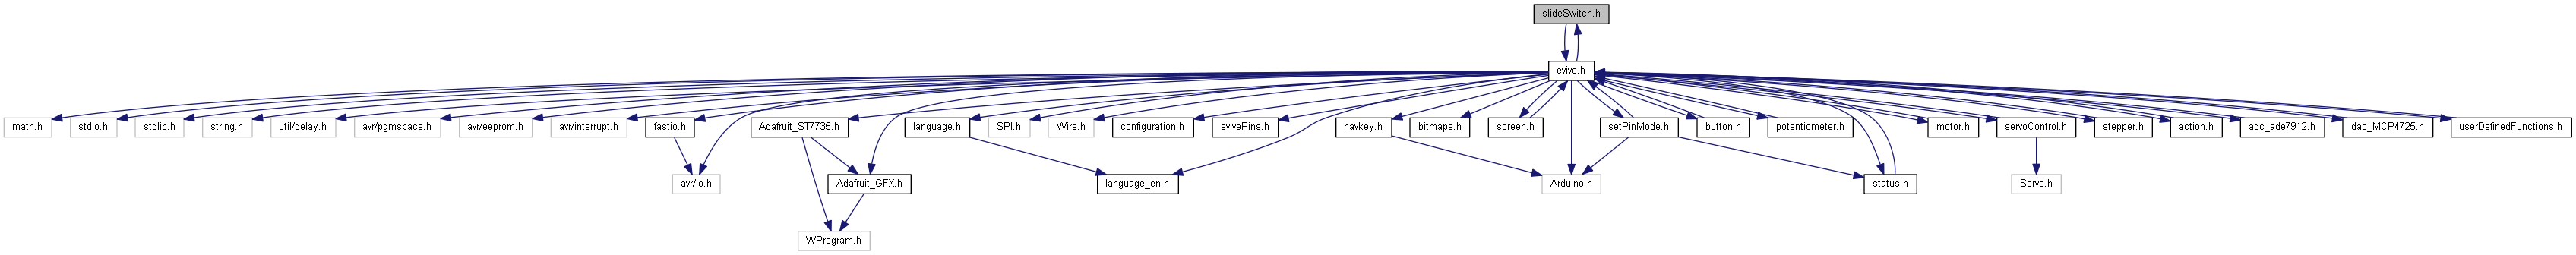 slideSwitch.h
evive.h
math.h
stdio.h
stdlib.h
string.h
util/delay.h
avr/pgmspace.h
avr/eeprom.h
avr/interrupt.h
fastio.h
Adafruit_ST7735.h
language.h
SPI.h
Wire.h
configuration.h
evivePins.h
navkey.h
bitmaps.h
screen.h
setPinMode.h
button.h
potentiometer.h
motor.h
servoControl.h
stepper.h
action.h
adc_ade7912.h
dac_MCP4725.h
userDefinedFunctions.h
avr/io.h
Adafruit_GFX.h
language_en.h
Arduino.h
status.h
Servo.h
WProgram.h